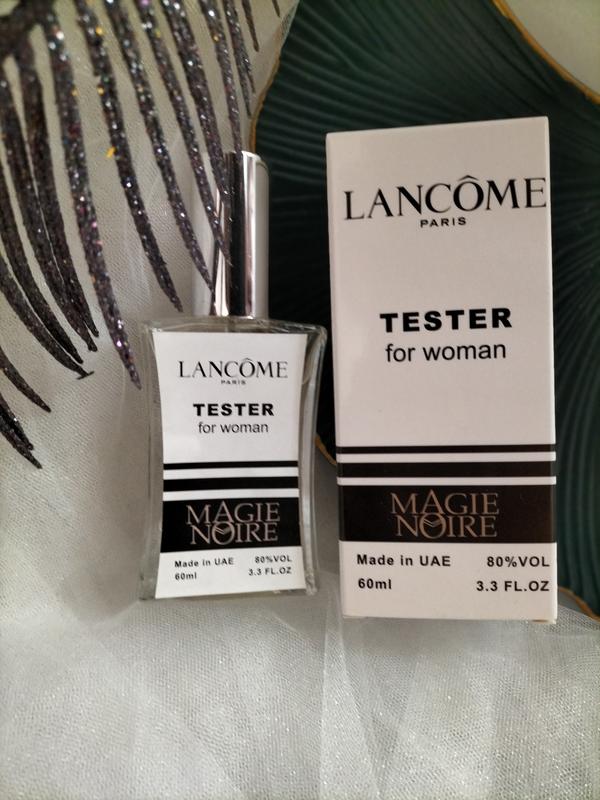 LANCÔME
PARIS
TESTER
for woman
MAGIE
NOIRE
Made in UAE 80%VOL
60ml 3.3 FL.OZ
LANCÔME
PARIS
TESTER
for woman
MAGIE
NOIRE
Made in UAE 80%VOL
60ml 3.3 FL.OZ